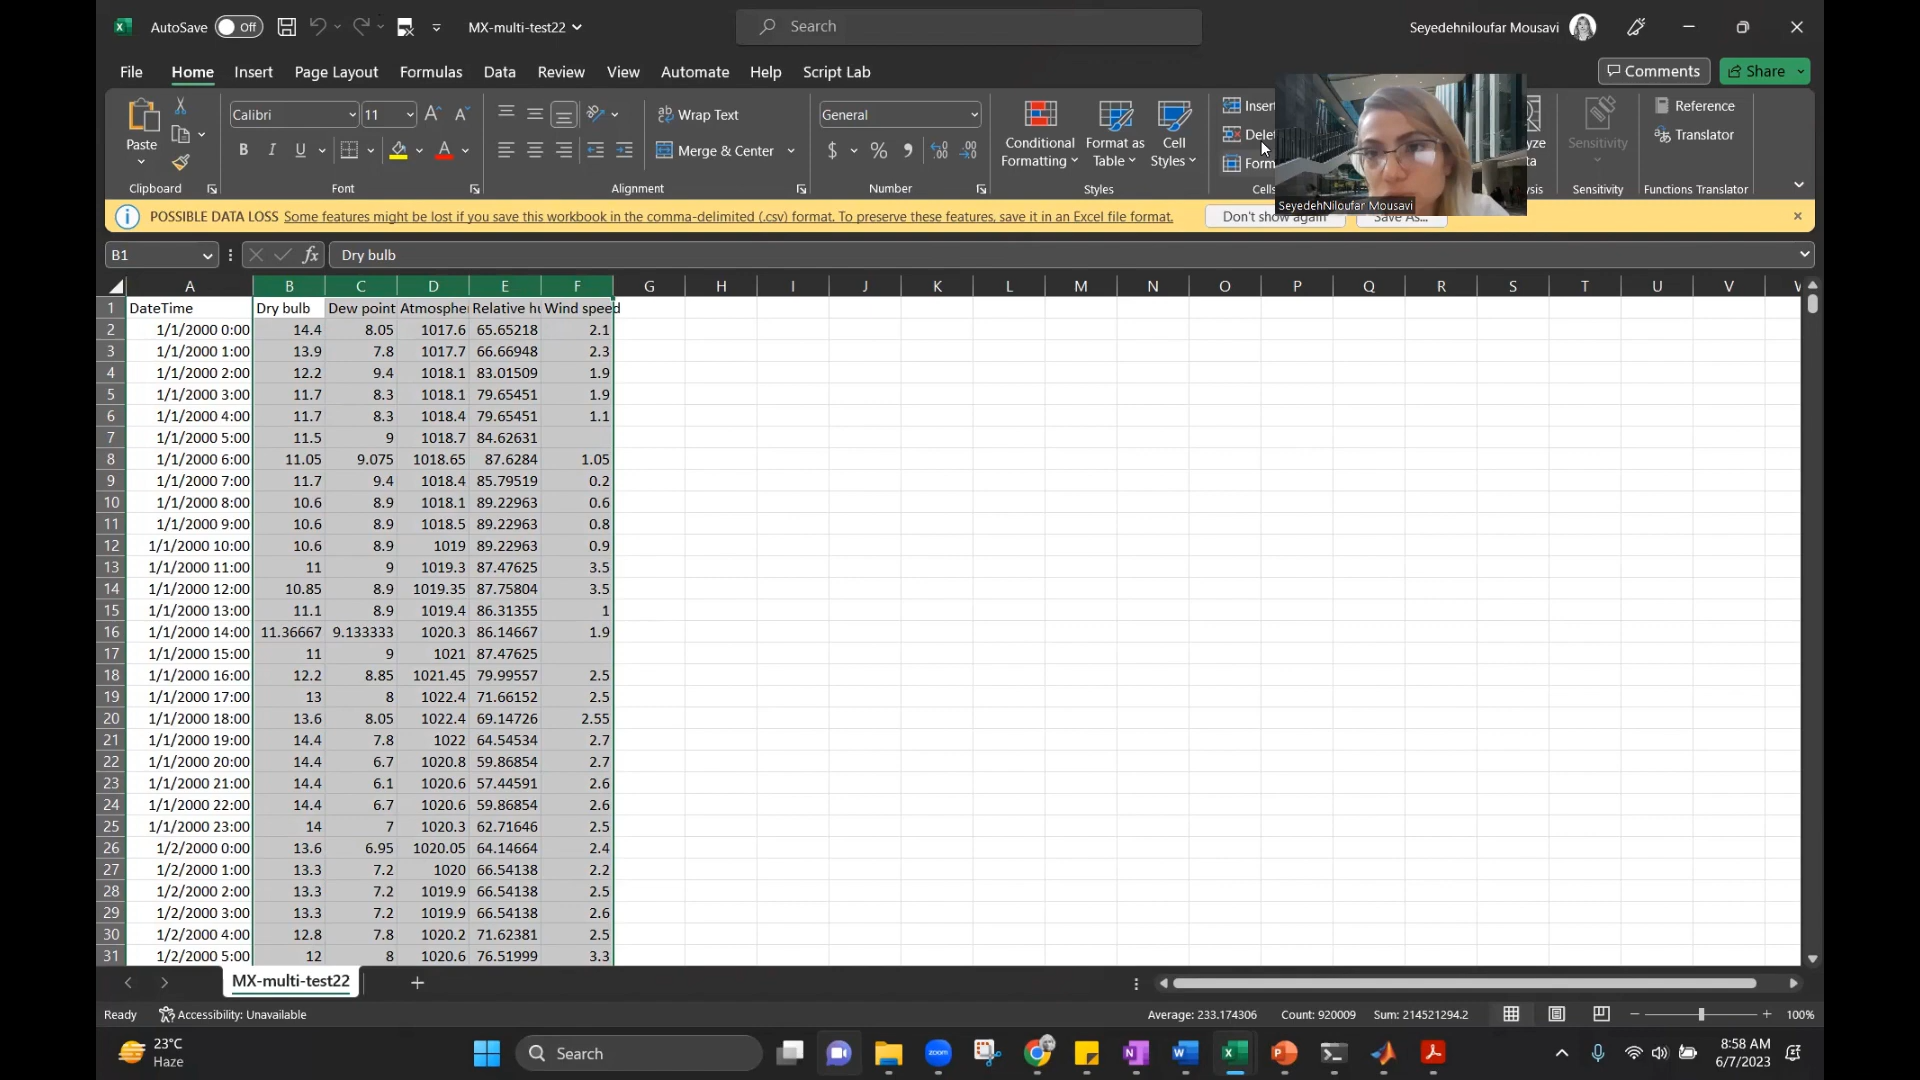 AutoSave Off MX-multi-test22 Search Seyedehniloufar Mousavi
File Home Insert Page Layout Formulas Data Review View Automate Help Script Lab Comments Share
Paste Calibri 11 Wrap Text General Conditional Formatting Format as Table Cell Styles Insert Delet Form Sensitivity Reference Translator
B I U Merge & Center $ %
Clipboard Font Alignment Number Styles Cells Sensitivity Functions Translator
SeyedehNiloufar Mousavi
POSSIBLE DATA LOSS Some features might be lost if you save this workbook in the comma-delimited (.csv) format. To preserve these features, save it in an Excel file format. Don't show again Save As...
B1 fx Dry bulb
A B C D E F G H I J K L M N O P Q R S T U V
1 DateTime Dry bulb Dew point Atmosphe Relative hu Wind speed
2 1/1/2000 0:00 14.4 8.05 1017.6 65.65218 2.1
3 1/1/2000 1:00 13.9 7.8 1017.7 66.66948 2.3
4 1/1/2000 2:00 12.2 9.4 1018.1 83.01509 1.9
5 1/1/2000 3:00 11.7 8.3 1018.1 79.65451 1.9
6 1/1/2000 4:00 11.7 8.3 1018.4 79.65451 1.1
7 1/1/2000 5:00 11.5 9 1018.7 84.62631
8 1/1/2000 6:00 11.05 9.075 1018.65 87.6284 1.05
9 1/1/2000 7:00 11.7 9.4 1018.4 85.79519 0.2
10 1/1/2000 8:00 10.6 8.9 1018.1 89.22963 0.6
11 1/1/2000 9:00 10.6 8.9 1018.5 89.22963 0.8
12 1/1/2000 10:00 10.6 8.9 1019 89.22963 0.9
13 1/1/2000 11:00 11 9 1019.3 87.47625 3.5
14 1/1/2000 12:00 10.85 8.9 1019.35 87.75804 3.5
15 1/1/2000 13:00 11.1 8.9 1019.4 86.31355 1
16 1/1/2000 14:00 11.36667 9.133333 1020.3 86.14667 1.9
17 1/1/2000 15:00 11 9 1021 87.47625
18 1/1/2000 16:00 12.2 8.85 1021.45 79.99557 2.5
19 1/1/2000 17:00 13 8 1022.4 71.66152 2.5
20 1/1/2000 18:00 13.6 8.05 1022.4 69.14726 2.55
21 1/1/2000 19:00 14.4 7.8 1022 64.54534 2.7
22 1/1/2000 20:00 14.4 6.7 1020.8 59.86854 2.7
23 1/1/2000 21:00 14.4 6.1 1020.6 57.44591 2.6
24 1/1/2000 22:00 14.4 6.7 1020.6 59.86854 2.6
25 1/1/2000 23:00 14 7 1020.3 62.71646 2.5
26 1/2/2000 0:00 13.6 6.95 1020.05 64.14664 2.4
27 1/2/2000 1:00 13.3 7.2 1020 66.54138 2.2
28 1/2/2000 2:00 13.3 7.2 1019.9 66.54138 2.5
29 1/2/2000 3:00 13.3 7.2 1019.9 66.54138 2.6
30 1/2/2000 4:00 12.8 7.8 1020.2 71.62381 2.5
31 1/2/2000 5:00 12 8 1020.6 76.51999 3.3
MX-multi-test22
Ready Accessibility: Unavailable Average: 233.174306 Count: 920009 Sum: 214521294.2 100%
23°C Haze Search zoom 8:58 AM
6/7/2023